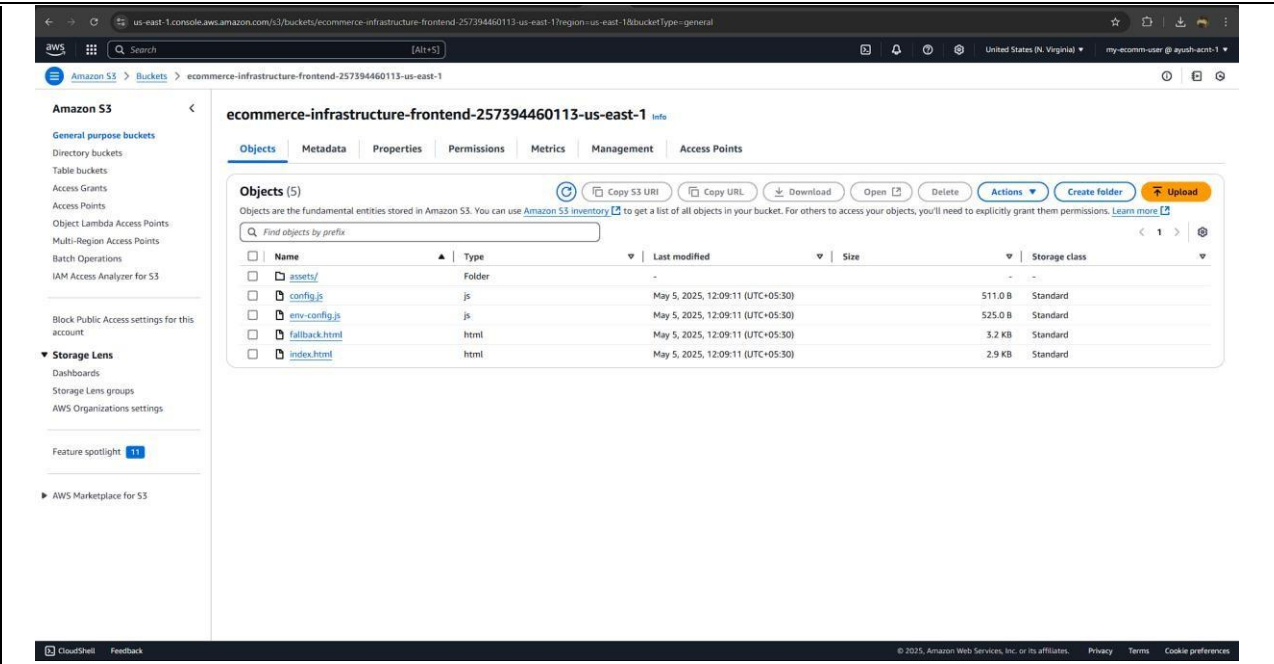 us-east-1.console.aws.amazon.com/s3/buckets/ecommerce-infrastructure-frontend-257394460113-us-east-1?region=us-east-1&bucketType=general
aws Search [Alt+S] United States (N. Virginia) my-ecomm-user @ ayush-acnt-1
Amazon S3 > Buckets > ecommerce-infrastructure-frontend-257394460113-us-east-1
Amazon S3
General purpose buckets
Directory buckets
Table buckets
Access Grants
Access Points
Object Lambda Access Points
Multi-Region Access Points
Batch Operations
IAM Access Analyzer for S3
Block Public Access settings for this
account
Storage Lens
Dashboards
Storage Lens groups
AWS Organizations settings
Feature spotlight 11
AWS Marketplace for S3
ecommerce-infrastructure-frontend-257394460113-us-east-1 Info
Objects Metadata Properties Permissions Metrics Management Access Points
Objects (5) Copy S3 URI Copy URL Download Open Delete Actions Create folder Upload
Objects are the fundamental entities stored in Amazon S3. You can use Amazon S3 inventory to get a list of all objects in your bucket. For others to access your objects, you'll need to explicitly grant them permissions. Learn more
Find objects by prefix < 1 >
Name Type Last modified Size Storage class
assets/ Folder - - -
config.js js May 5, 2025, 12:09:11 (UTC+05:30) 511.0 B Standard
env-config.js js May 5, 2025, 12:09:11 (UTC+05:30) 525.0 B Standard
fallback.html html May 5, 2025, 12:09:11 (UTC+05:30) 3.2 KB Standard
index.html html May 5, 2025, 12:09:11 (UTC+05:30) 2.9 KB Standard
CloudShell Feedback © 2025, Amazon Web Services, Inc. or its affiliates. Privacy Terms Cookie preferences